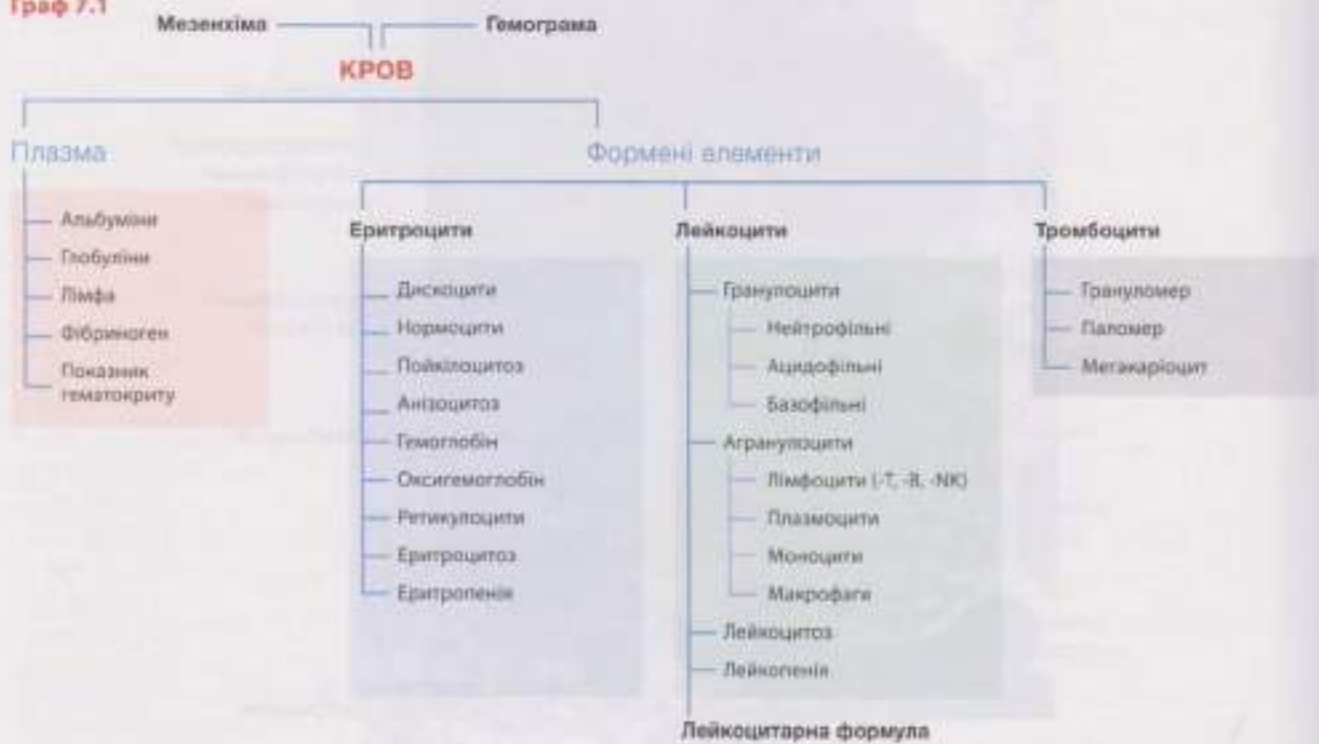 Граф 7.1
Мезенхіма
Гемограма
КРОВ
Плазма
Формені елементи
Альбуміни
Глобуліни
Лімфа
Фібриноген
Показник
гематокриту
Еритроцити
Дискоцити
Нормоцити
Пойкілоцитоз
Анізоцитоз
Гемоглобін
Оксигемоглобін
Ретикулоцити
Еритроцитоз
Еритропенія
Лейкоцити
Гранулоцити
Нейтрофільні
Ацидофільні
Базофільні
Агранулоцити
Лімфоцити (-T, -B, -NK)
Плазмоцити
Моноцити
Макрофаги
Лейкоцитоз
Лейкопенія
Лейкоцитарна формула
Тромбоцити
Грануломер
Паломер
Мегакаріоцит